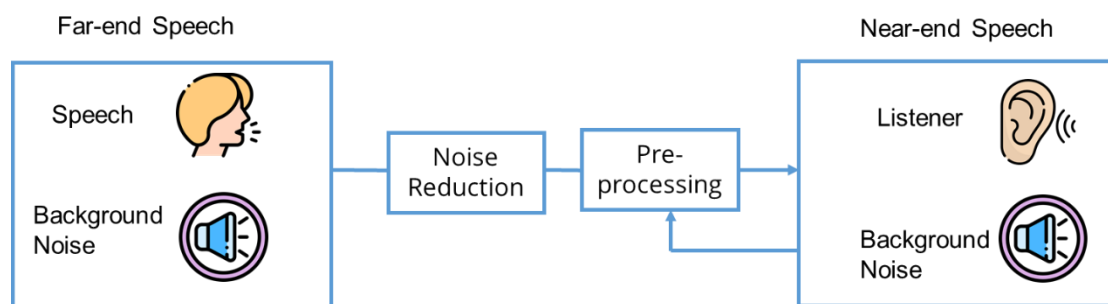 Far-end Speech
Near-end Speech
Speech
Background
Noise
Noise
Reduction
Pre-
processing
Listener
Background
Noise